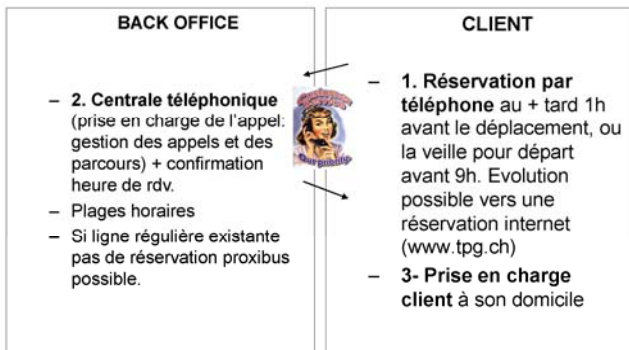 BACK OFFICE
– 2. Centrale téléphonique
(prise en charge de l'appel:
gestion des appels et des
parcours) + confirmation
heure de rdv.
– Plages horaires
– Si ligne régulière existante
pas de réservation proxibus
possible.
CLIENT
– 1. Réservation par
téléphone au + tard 1h
avant le déplacement, ou
la veille pour départ
avant 9h. Evolution
possible vers une
réservation internet
(www.tpg.ch)
– 3- Prise en charge
client à son domicile